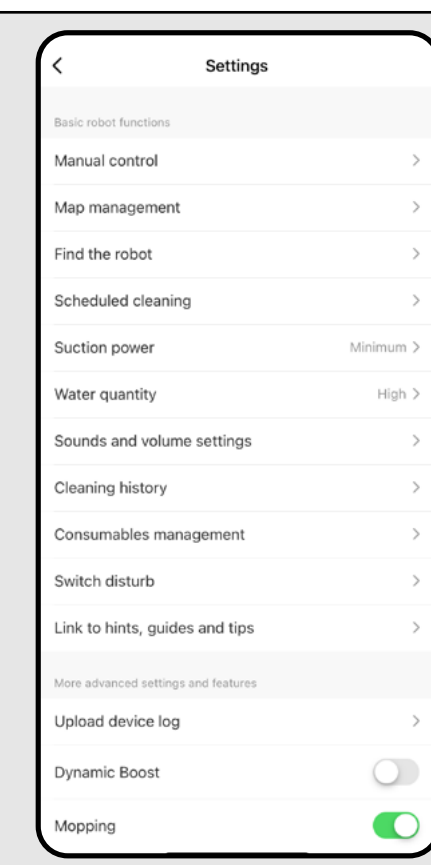 Settings
Basic robot functions
Manual control
Map management
Find the robot
Scheduled cleaning
Suction power Minimum
Water quantity High
Sounds and volume settings
Cleaning history
Consumables management
Switch disturb
Link to hints, guides and tips
More advanced settings and features
Upload device log
Dynamic Boost
Mopping